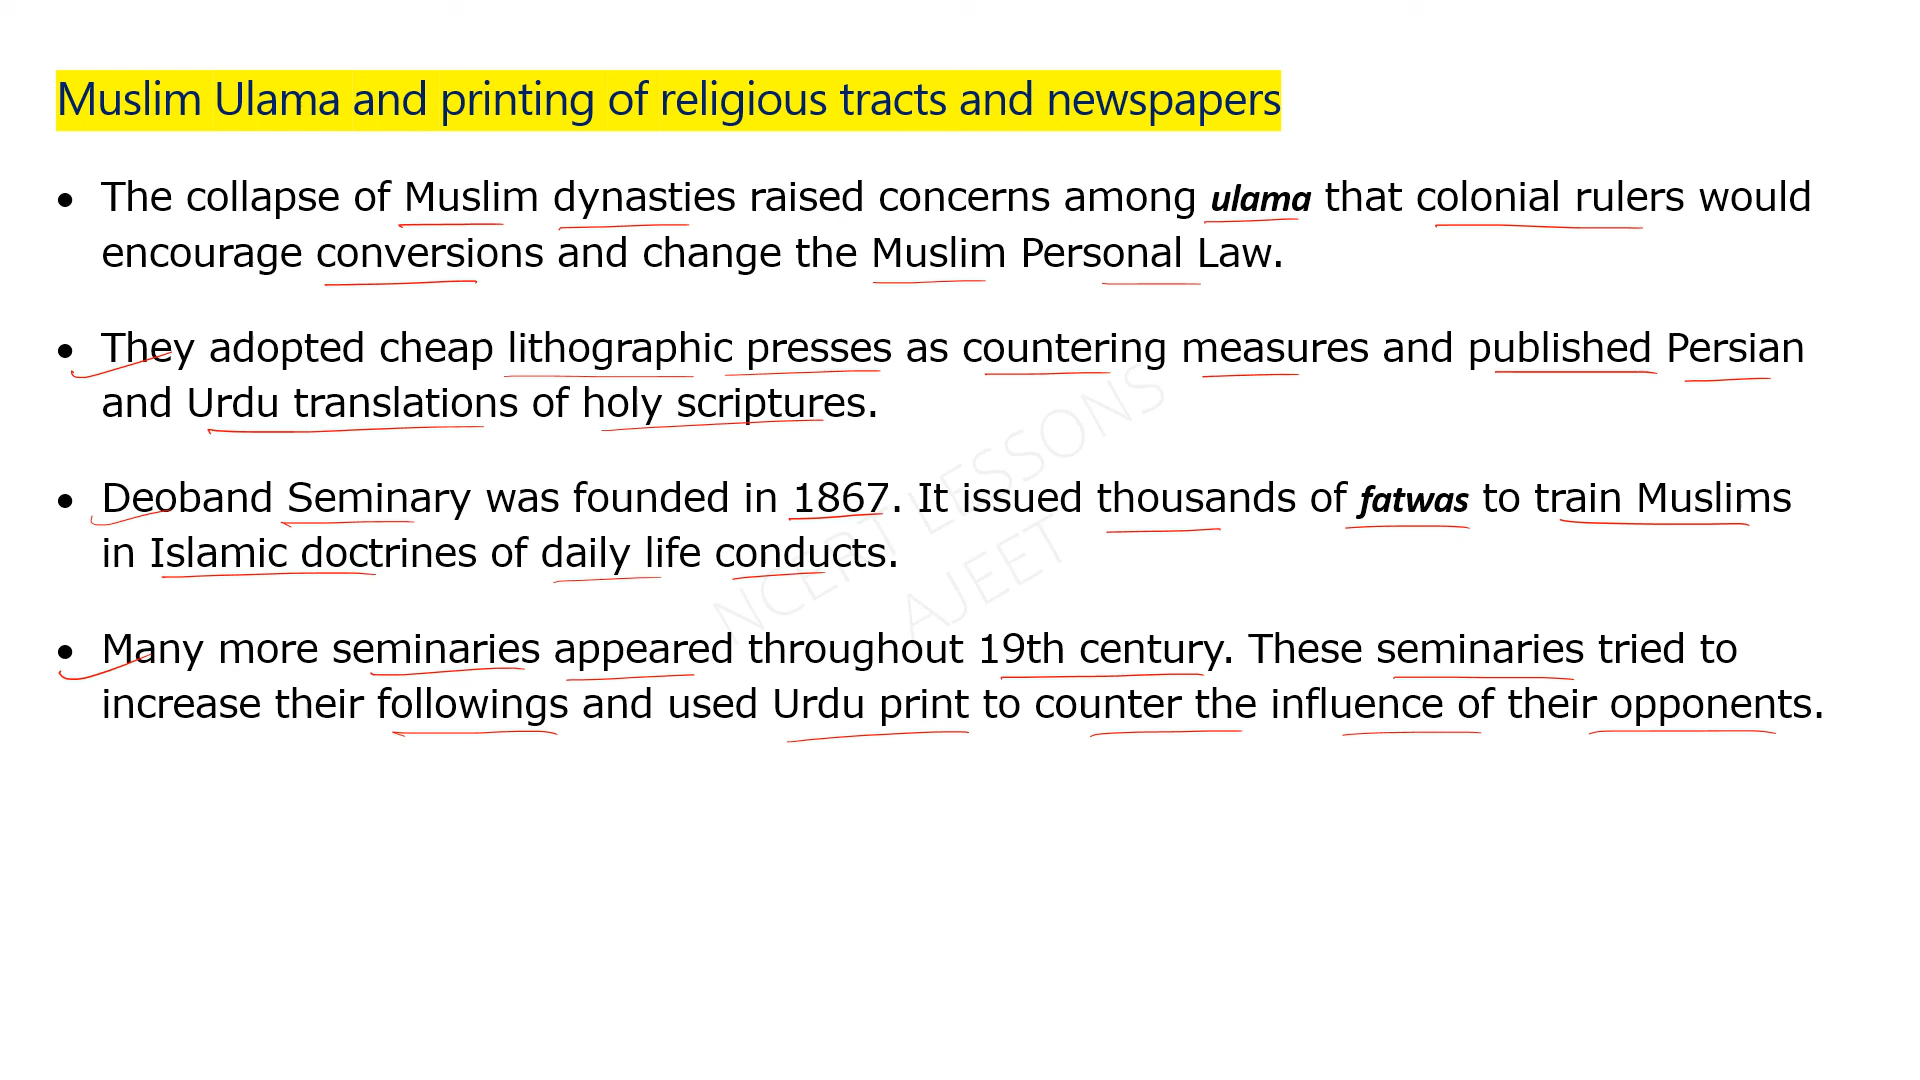 Muslim Ulama and printing of religious tracts and newspapers
• The collapse of Muslim dynasties raised concerns among ulama that colonial rulers would
encourage conversions and change the Muslim Personal Law.
• They adopted cheap lithographic presses as countering measures and published Persian
and Urdu translations of holy scriptures.
• Deoband Seminary was founded in 1867. It issued thousands of fatwas to train Muslims
in Islamic doctrines of daily life conducts.
• Many more seminaries appeared throughout 19th century. These seminaries tried to
increase their followings and used Urdu print to counter the influence of their opponents.
NCEPT LESSONS
AJEET